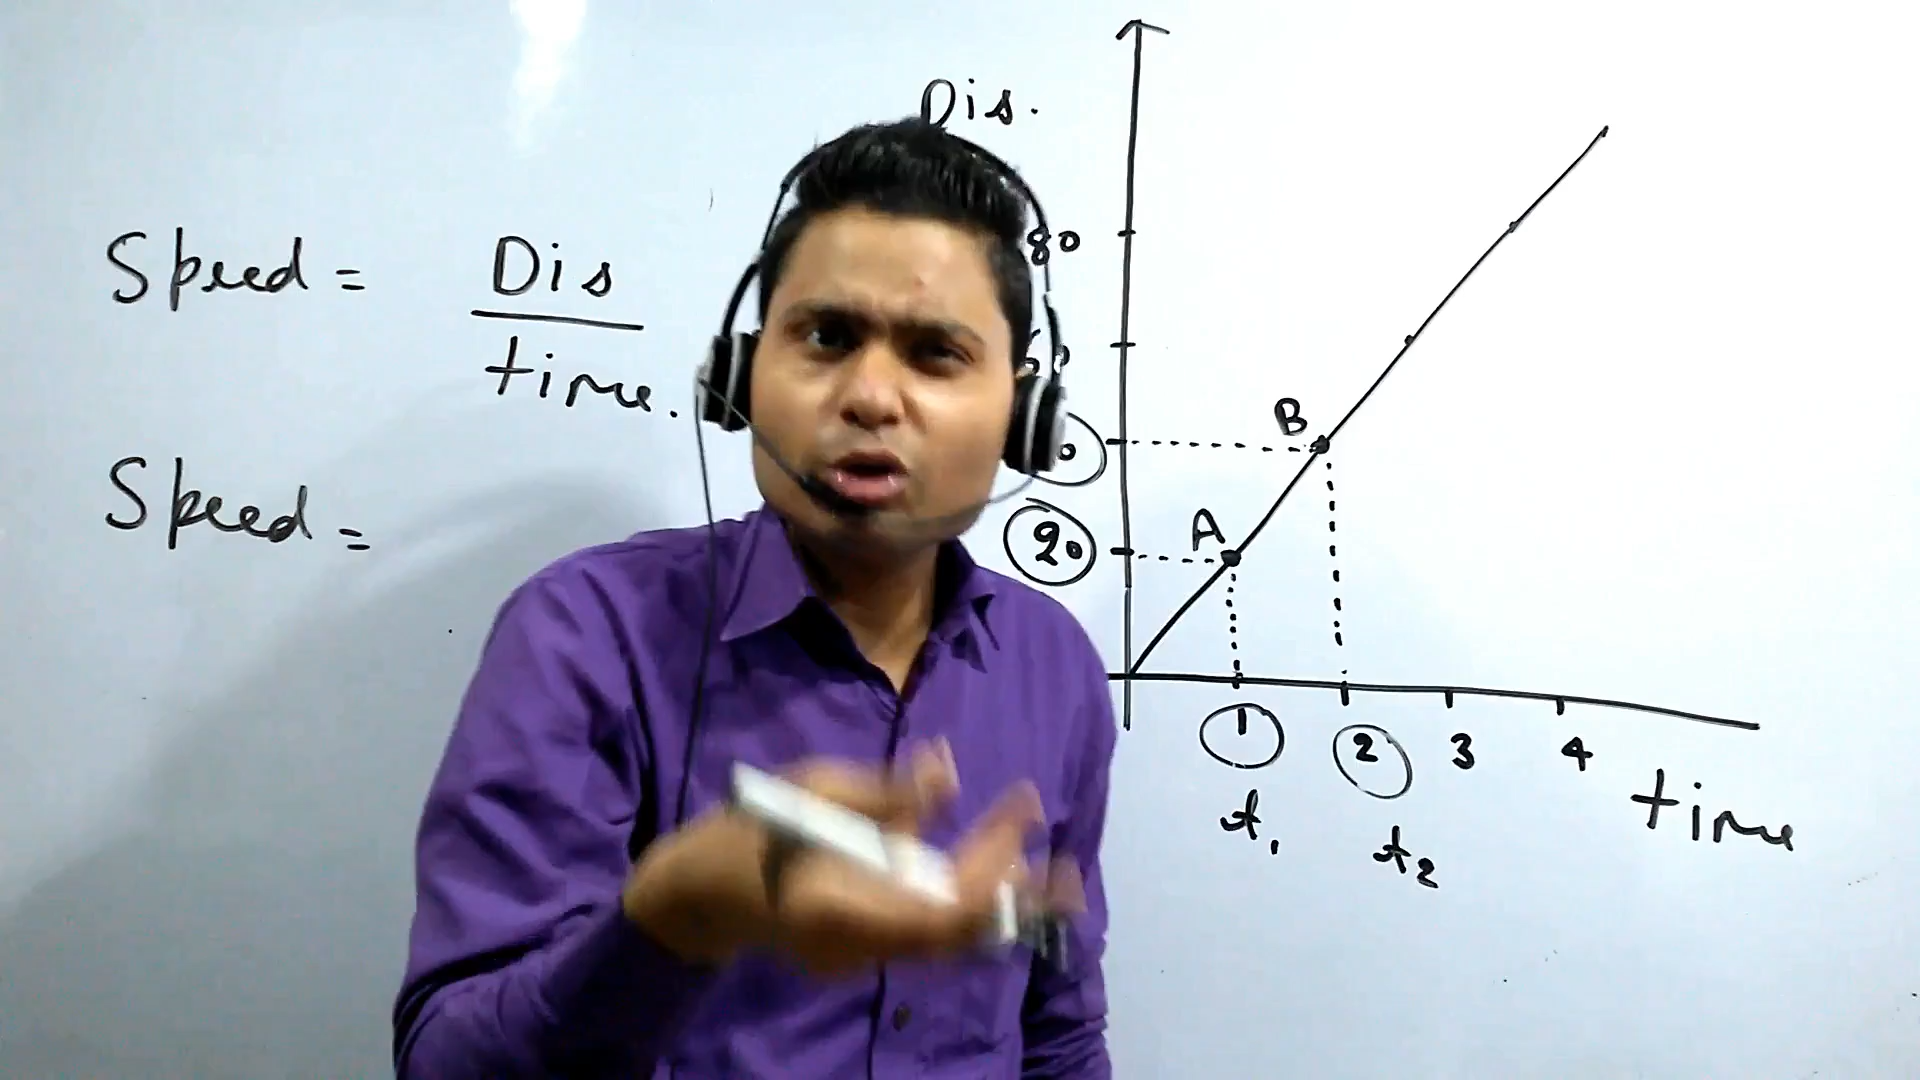 Speed = Dis
time.
Speed =
Dis.
80
20
A
B
1 2 3 4
t1 t2
time